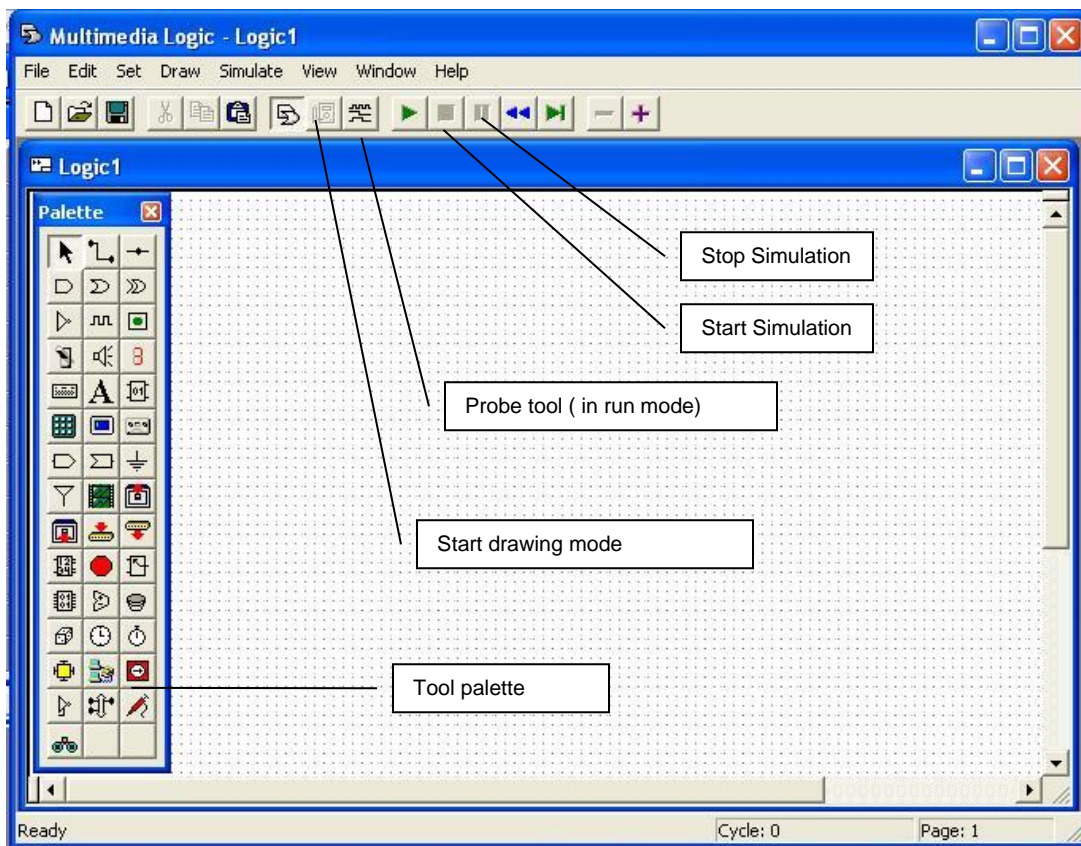 Multimedia Logic - Logic1
File Edit Set Draw Simulate View Window Help
Logic1
Palette
Stop Simulation
Start Simulation
Probe tool ( in run mode)
Start drawing mode
Tool palette
Ready Cycle: 0 Page: 1